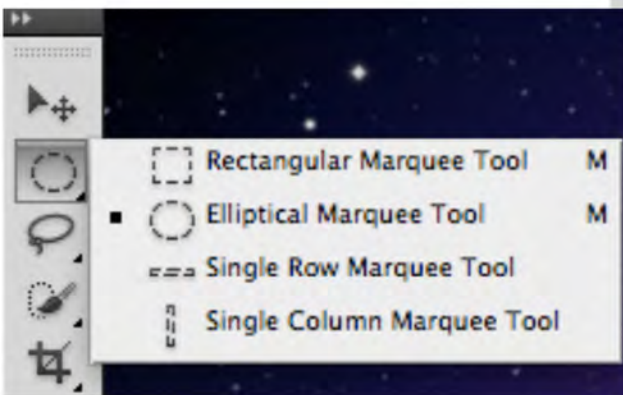 Rectangular Marquee Tool M
Elliptical Marquee Tool M
Single Row Marquee Tool
Single Column Marquee Tool